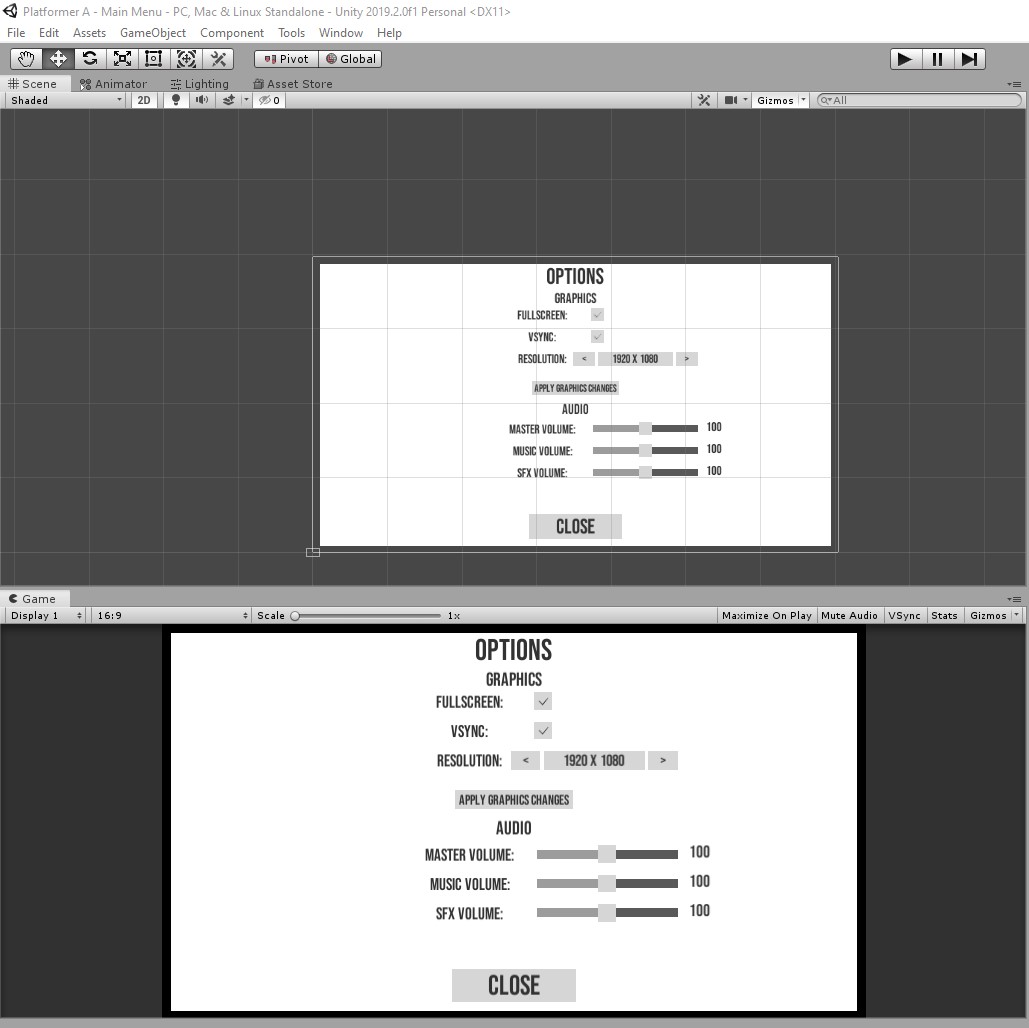 Platformer A - Main Menu - PC, Mac & Linux Standalone - Unity 2019.2.0f1 Personal <DX11>
File Edit Assets GameObject Component Tools Window Help
Pivot Global
Scene Animator Lighting Asset Store
Shaded 2D 0 Gizmos All
OPTIONS
GRAPHICS
FULLSCREEN:
VSYNC:
RESOLUTION: < 1920 X 1080 >
APPLY GRAPHICS CHANGES
AUDIO
MASTER VOLUME: 100
MUSIC VOLUME: 100
SFX VOLUME: 100
CLOSE
Game
Display 1 16:9 Scale 1x Maximize On Play Mute Audio VSync Stats Gizmos
OPTIONS
GRAPHICS
FULLSCREEN:
VSYNC:
RESOLUTION: < 1920 X 1080 >
APPLY GRAPHICS CHANGES
AUDIO
MASTER VOLUME: 100
MUSIC VOLUME: 100
SFX VOLUME: 100
CLOSE